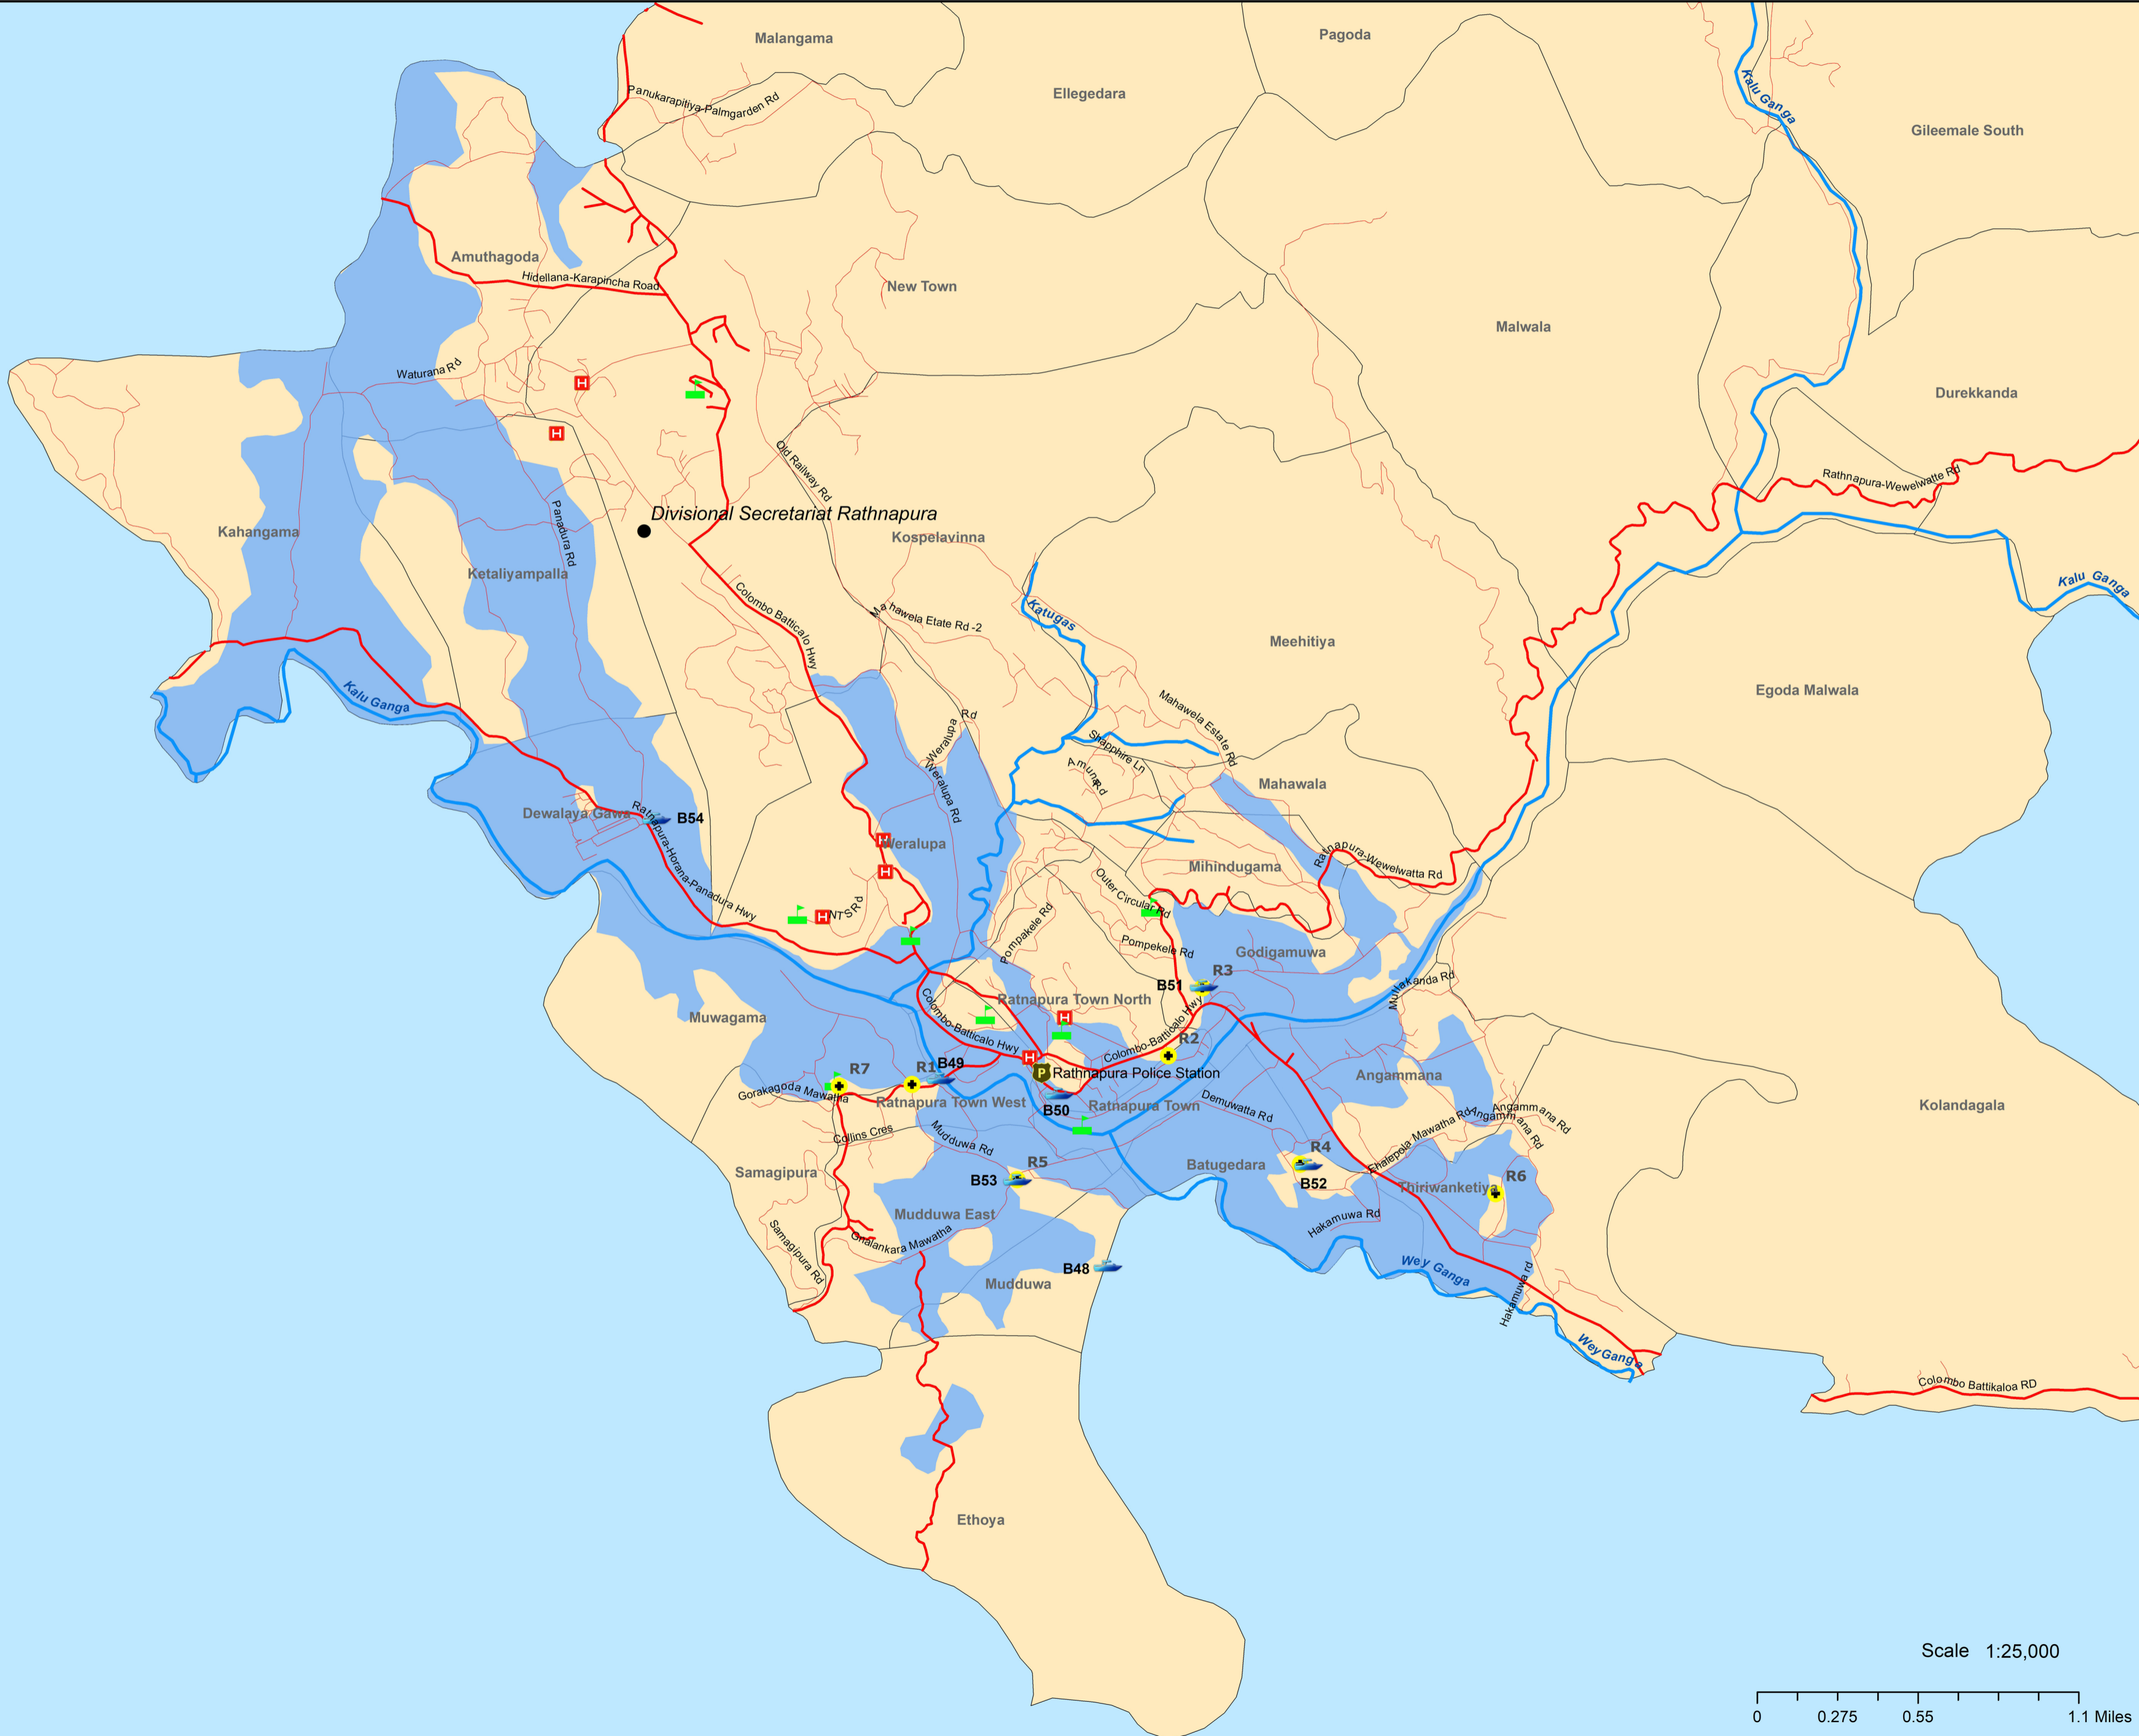 Malangama
Pagoda
Ellegedara
Panukarapitiya-Palmgarden Rd
Kalu Ganga
Gileemale South
Amuthagoda
Hidellana-Karapincha Road
New Town
Malwala
Waturana Rd
Durekkanda
Old Railway Rd
Rathnapura-Wewelwatte Rd
Divisional Secretariat Rathnapura
Kahangama
Panadura Rd
Kospelavinna
Ketaliyampalla
Kalu Ganga
Colombo Batticalo Hwy
Mahawela Etate Rd -2
Katugas
Meehitiya
Egoda Malwala
Kalu Ganga
Mahawela Estate Rd
Weralupa Rd
Shapphire Ln
Amuna Rd
Weralupa Rd
Mahawala
Dewalaya Gawa
B54
Ratnapura-Horana-Panadura Hwy
Weralupa
Mihindugama
Ratnapura-Wewelwatta Rd
Outer Circular Rd
NTS Rd
Pompakele Rd
Pompekele Rd
Godigamuwa
R3
B51
Mutlakanda Rd
Muwagama
Ratnapura Town North
Colombo-Batticalo Hwy
Colombo-Batticalo Hwy
R2
R7
R1
B49
P
Rathnapura Police Station
Angammana
Gorakagoda Mawatha
Ratnapura Town West
B50
Ratnapura Town
Demuwatta Rd
Kolandagala
Collins Cres
Mudduwa Rd
Ehalepola Mawatha Rd
Angammana Rd
Angammana Rd
Samagipura
R5
B53
Batugedara
R4
B52
Thiriwanketiya
R6
Mudduwa East
Hakamuwa Rd
Samagipura Rd
Gnalankara Mawatha
B48
Mudduwa
Wey Ganga
Hakamuwa rd
Wey Ganga
Colombo Battikaloa RD
Ethoya
H
H
H
H
H
H
H
Scale 1:25,000
0 0.275 0.55 1.1 Miles